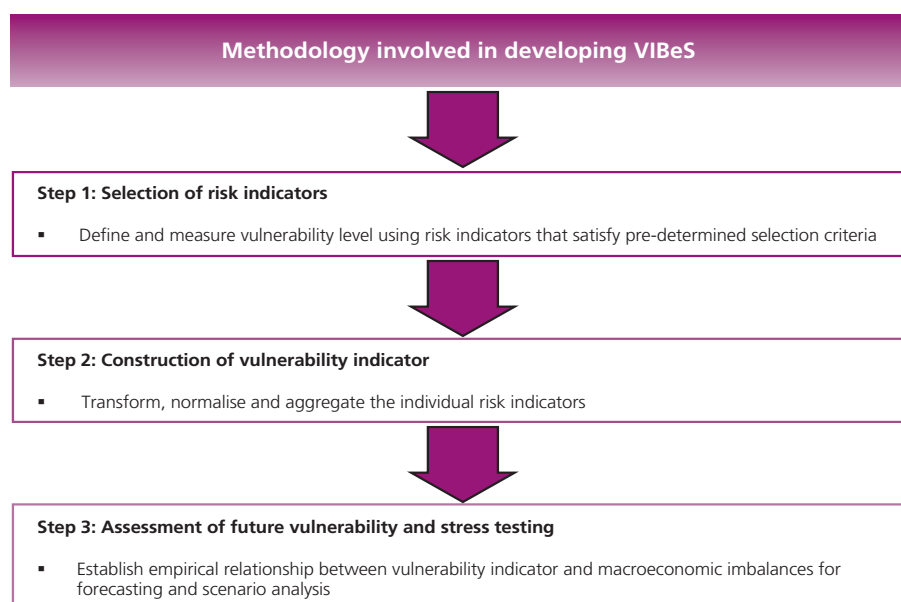 Methodology involved in developing VIBeS
Step 1: Selection of risk indicators
▪ Define and measure vulnerability level using risk indicators that satisfy pre-determined selection criteria
Step 2: Construction of vulnerability indicator
▪ Transform, normalise and aggregate the individual risk indicators
Step 3: Assessment of future vulnerability and stress testing
▪ Establish empirical relationship between vulnerability indicator and macroeconomic imbalances for
forecasting and scenario analysis